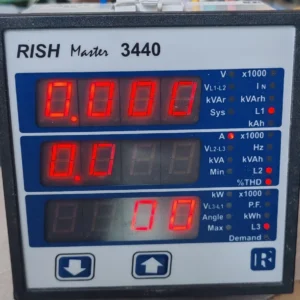 RISH Master 3440
V x1000
VL1-L2 IN
kVAr kVArh
Sys L1
kAh
0.000
A x1000
VL2-L3 Hz
kVA kVAh
Min L2
%THD
0.0
kW x1000
VL3-L1 P.F.
Angle kWh
Max L3
Demand
00
R